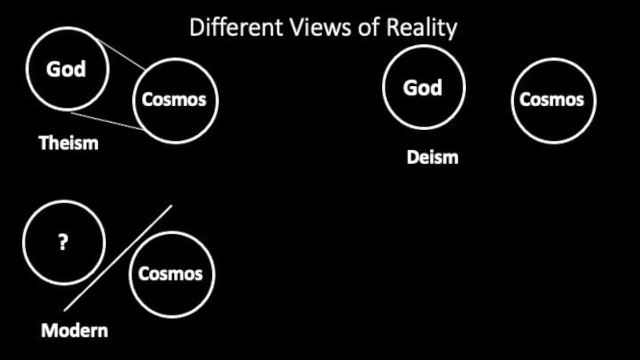 Different Views of Reality
God
Cosmos
Theism
God
Cosmos
Deism
?
Cosmos
Modern